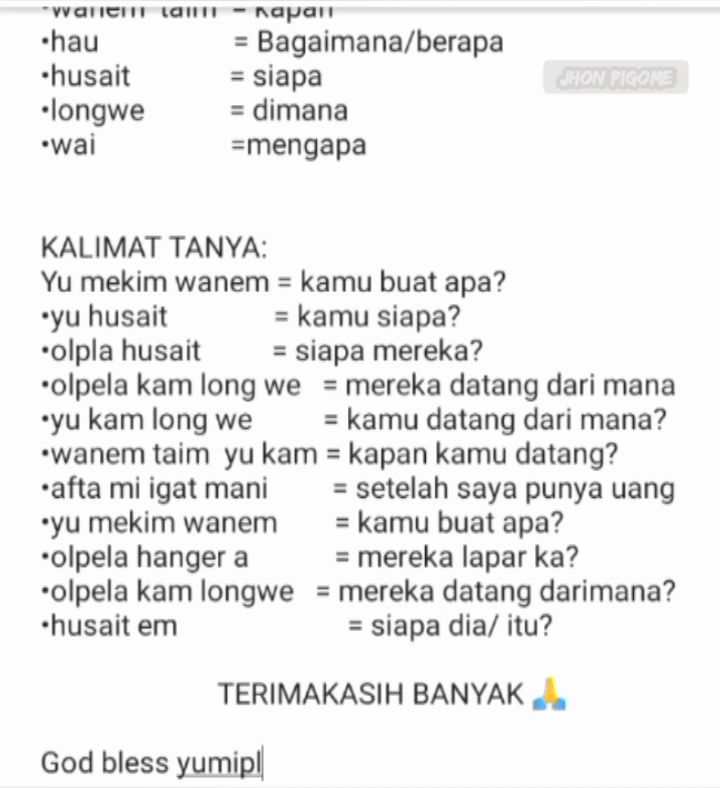 •wanem taim = kapan
•hau = Bagaimana/berapa
•husait = siapa
JHON PIGOME
•longwe = dimana
•wai =mengapa
KALIMAT TANYA:
Yu mekim wanem = kamu buat apa?
•yu husait = kamu siapa?
•olpla husait = siapa mereka?
•olpela kam long we = mereka datang dari mana
•yu kam long we = kamu datang dari mana?
•wanem taim yu kam = kapan kamu datang?
•afta mi igat mani = setelah saya punya uang
•yu mekim wanem = kamu buat apa?
•olpela hanger a = mereka lapar ka?
•olpela kam longwe = mereka datang darimana?
•husait em = siapa dia/ itu?
TERIMAKASIH BANYAK 🙏
God bless yumipl